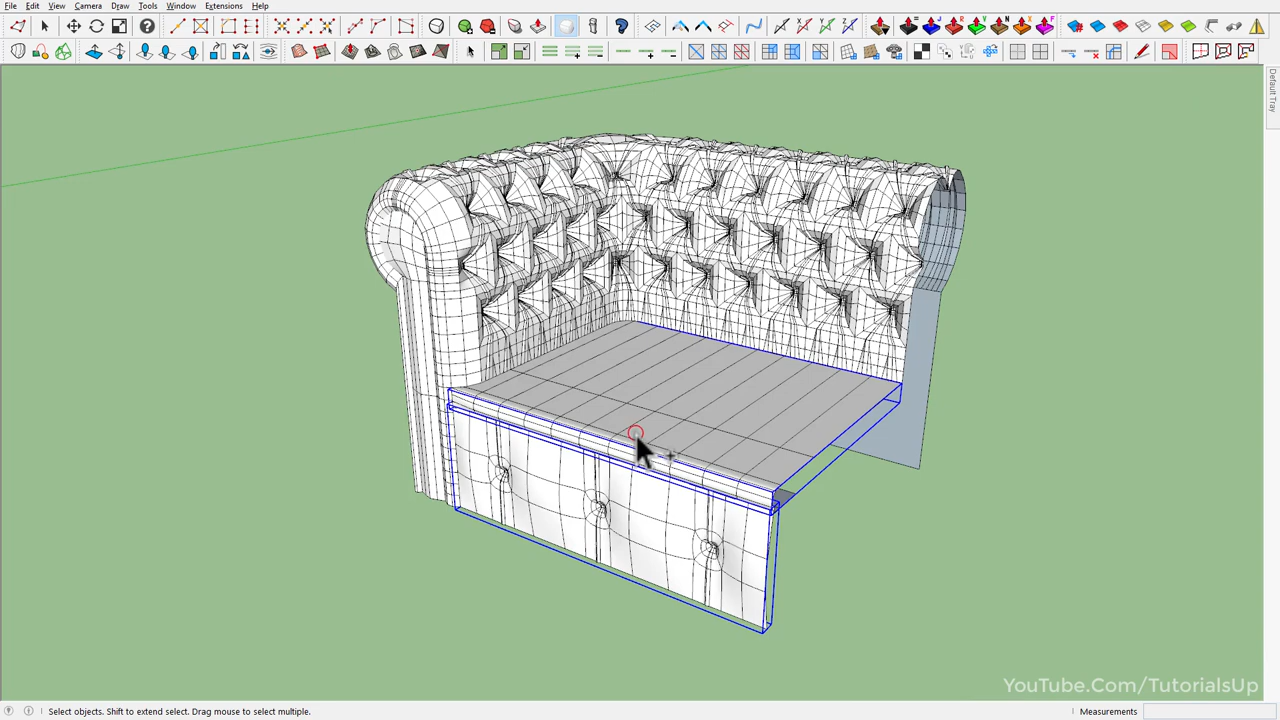 File Edit View Camera Draw Tools Window Extensions Help
Default Tray
YouTube.Com/TutorialsUp
Select objects. Shift to extend select. Drag mouse to select multiple. Measurements